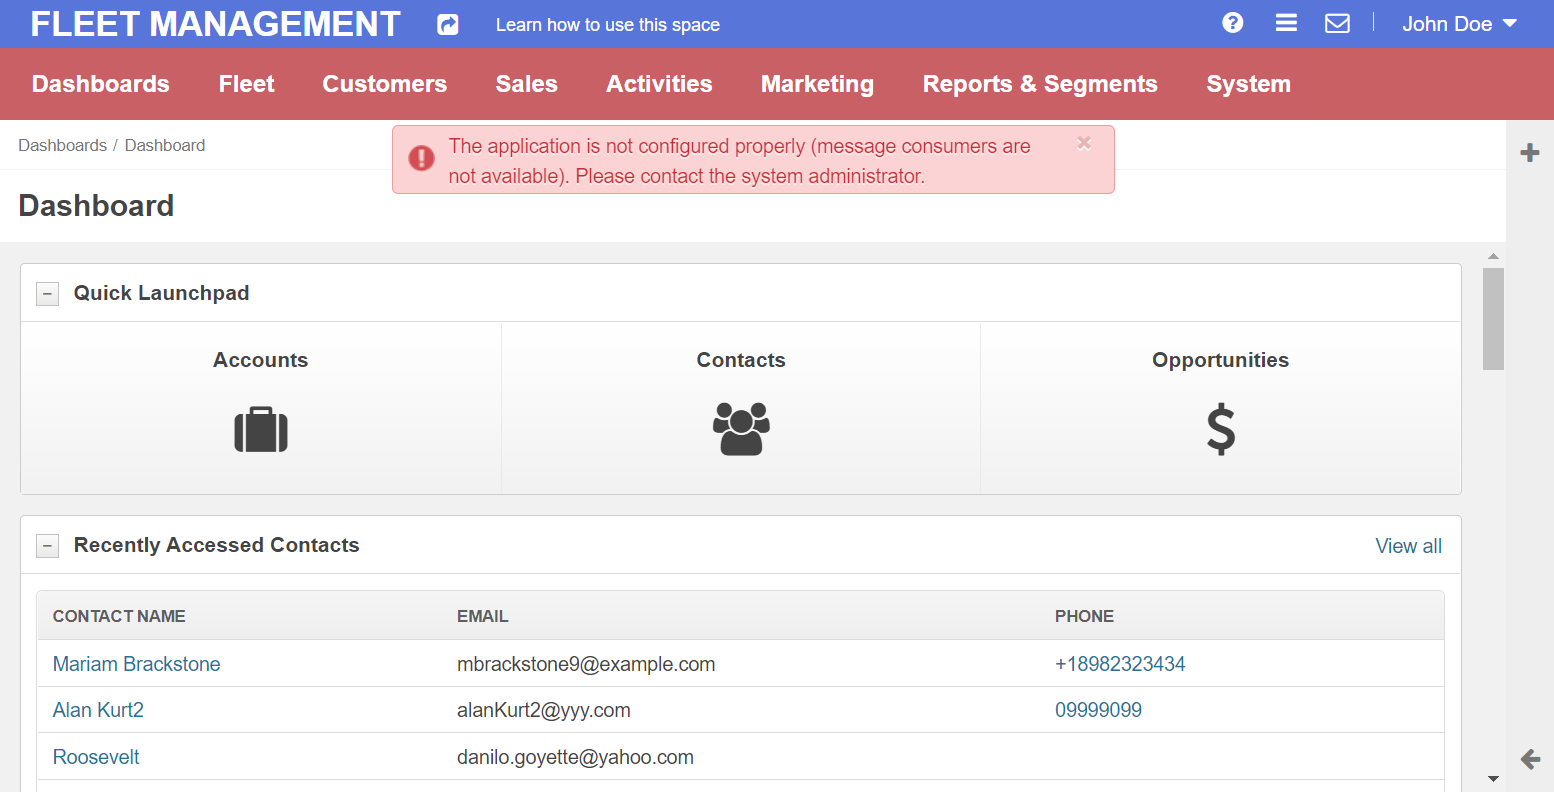 FLEET MANAGEMENT
Learn how to use this space
John Doe
Dashboards Fleet Customers Sales Activities Marketing Reports & Segments System
Dashboards / Dashboard
The application is not configured properly (message consumers are
not available). Please contact the system administrator.
Dashboard
Quick Launchpad
Accounts Contacts Opportunities
Recently Accessed Contacts View all
CONTACT NAME EMAIL PHONE
Mariam Brackstone mbrackstone9@example.com +18982323434
Alan Kurt2 alanKurt2@yyy.com 09999099
Roosevelt danilo.goyette@yahoo.com